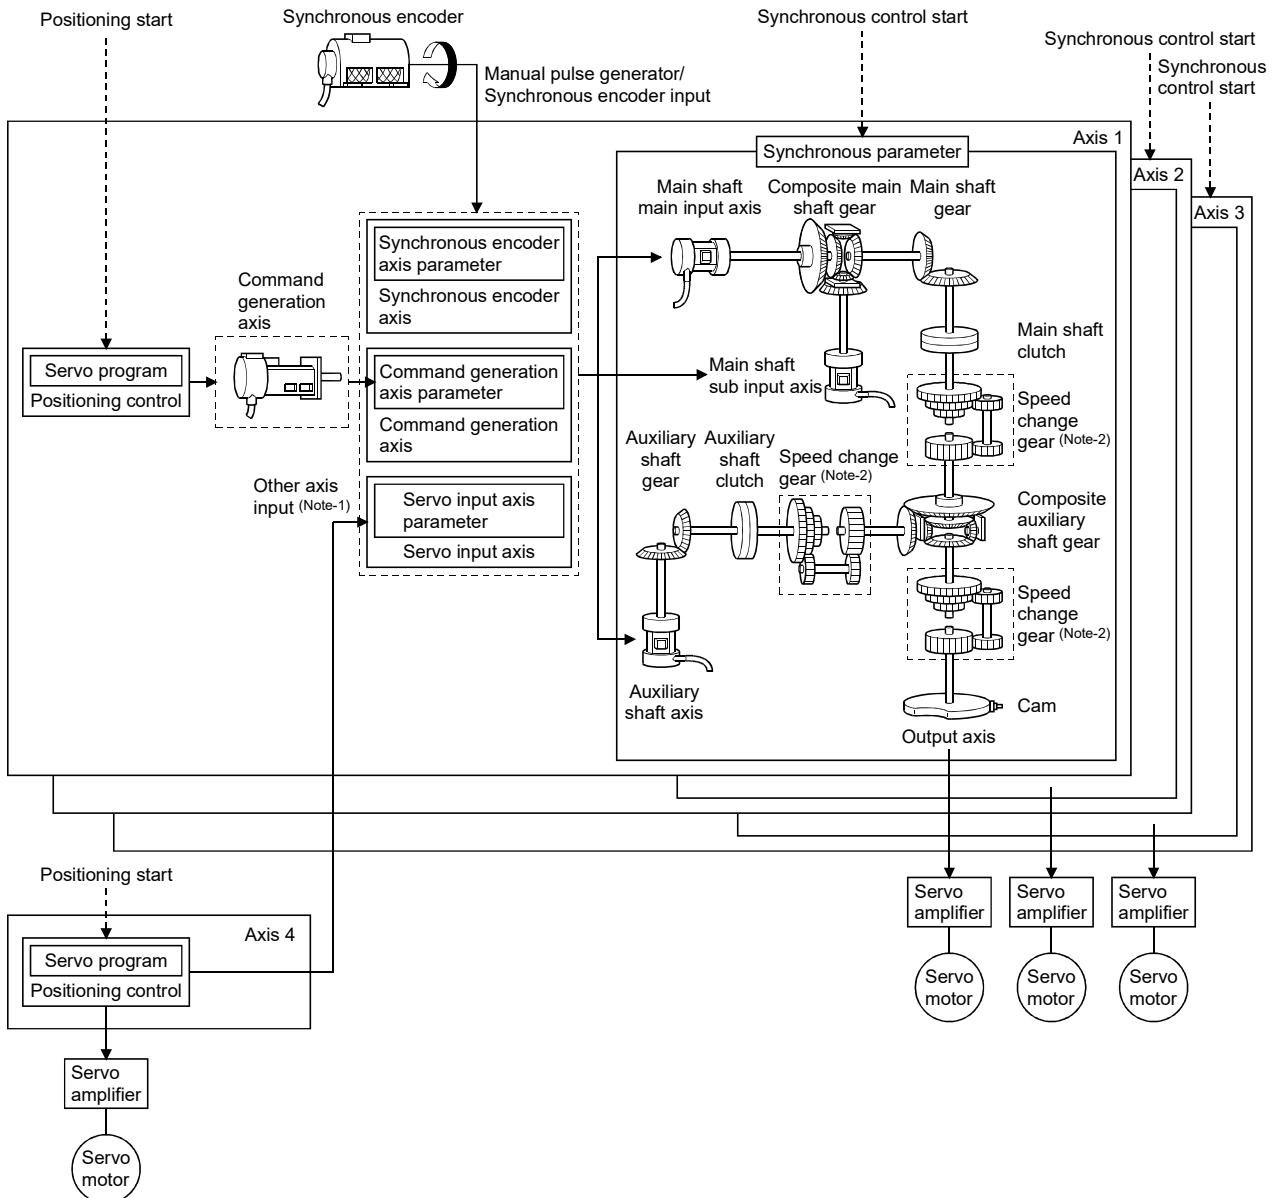 Positioning start
Synchronous encoder
Manual pulse generator/
Synchronous encoder input
Synchronous control start
Synchronous control start
Synchronous
control start
Axis 1
Axis 2
Axis 3
Synchronous parameter
Main shaft
main input axis
Composite main
shaft gear
Main shaft
gear
Synchronous encoder
axis parameter
Synchronous encoder
axis
Command
generation
axis
Servo program
Positioning control
Command generation
axis parameter
Command generation
axis
Main shaft
sub input axis
Main shaft
clutch
Speed
change
gear (Note-2)
Auxiliary
shaft
gear
Auxiliary
shaft
clutch
Speed change
gear (Note-2)
Other axis
input (Note-1)
Servo input axis
parameter
Servo input axis
Composite
auxiliary
shaft gear
Speed
change
gear (Note-2)
Auxiliary
shaft axis
Cam
Output axis
Positioning start
Axis 4
Servo program
Positioning control
Servo
amplifier
Servo
motor
Servo
amplifier
Servo
amplifier
Servo
amplifier
Servo
motor
Servo
motor
Servo
motor